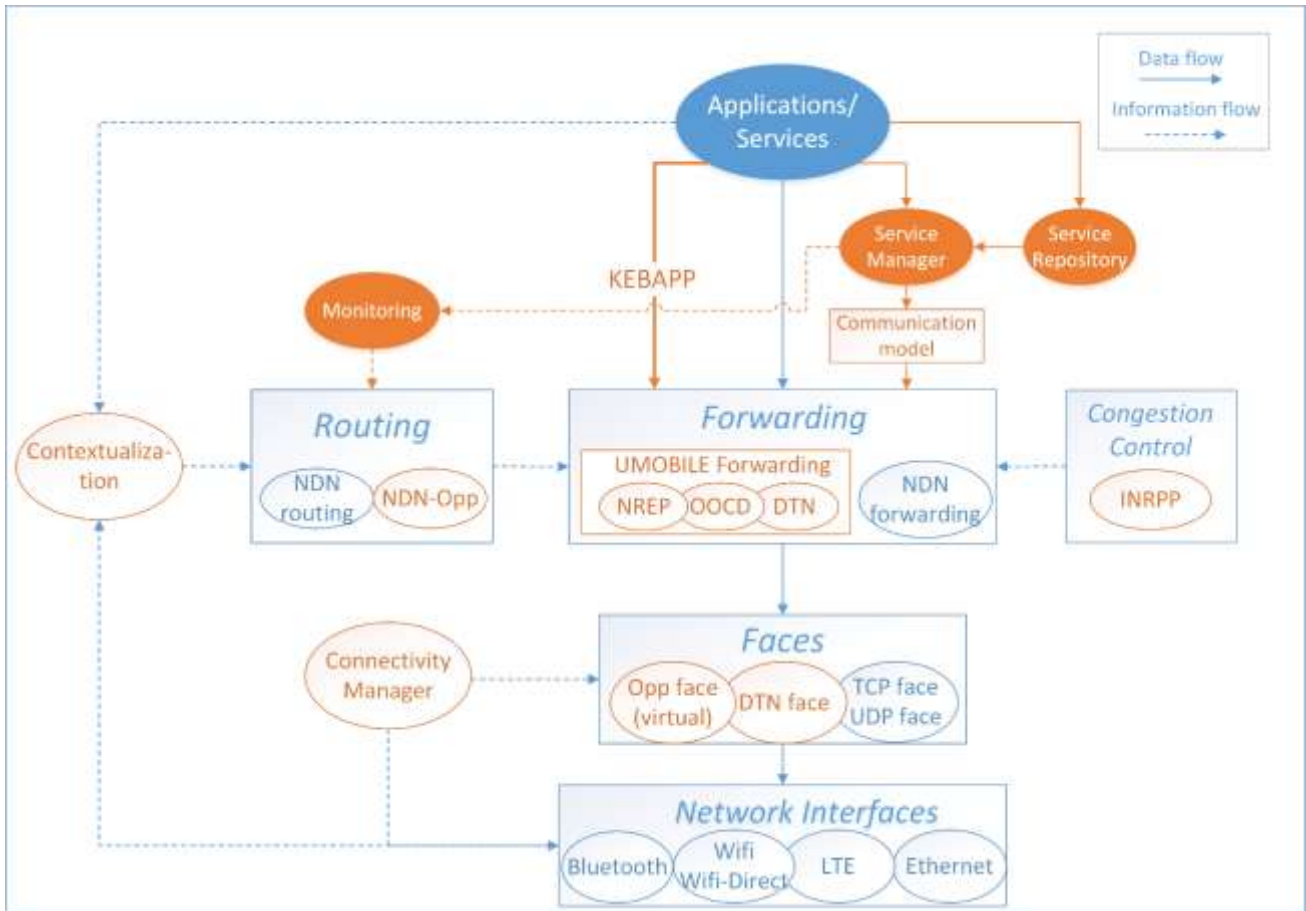 Data flow
Information flow
Applications/
Services
Service
Manager
Service
Repository
KEBAPP
Monitoring
Communication
model
Routing
NDN
routing
NDN-Opp
Forwarding
UMOBILE Forwarding
NREP
OOCD
DTN
NDN
forwarding
Congestion
Control
INRPP
Contextualiza-
tion
Connectivity
Manager
Faces
Opp face
(virtual)
DTN face
TCP face
UDP face
Network Interfaces
Bluetooth
Wifi
Wifi-Direct
LTE
Ethernet